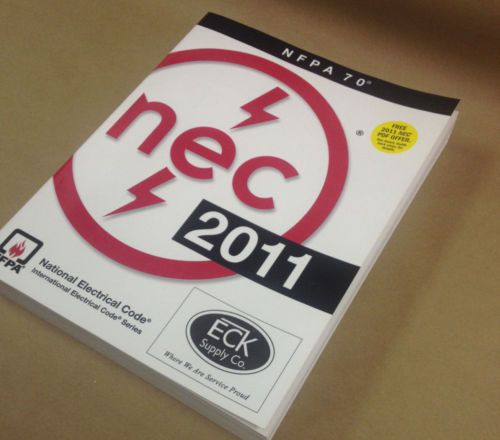 NFPA 70®
nec
®
FREE
2011 NEC
PDF OFFER.
2011
NFPA®
National Electrical Code®
International Electrical Code® Series
ECK
Supply Co.
Where We Are Service Proud